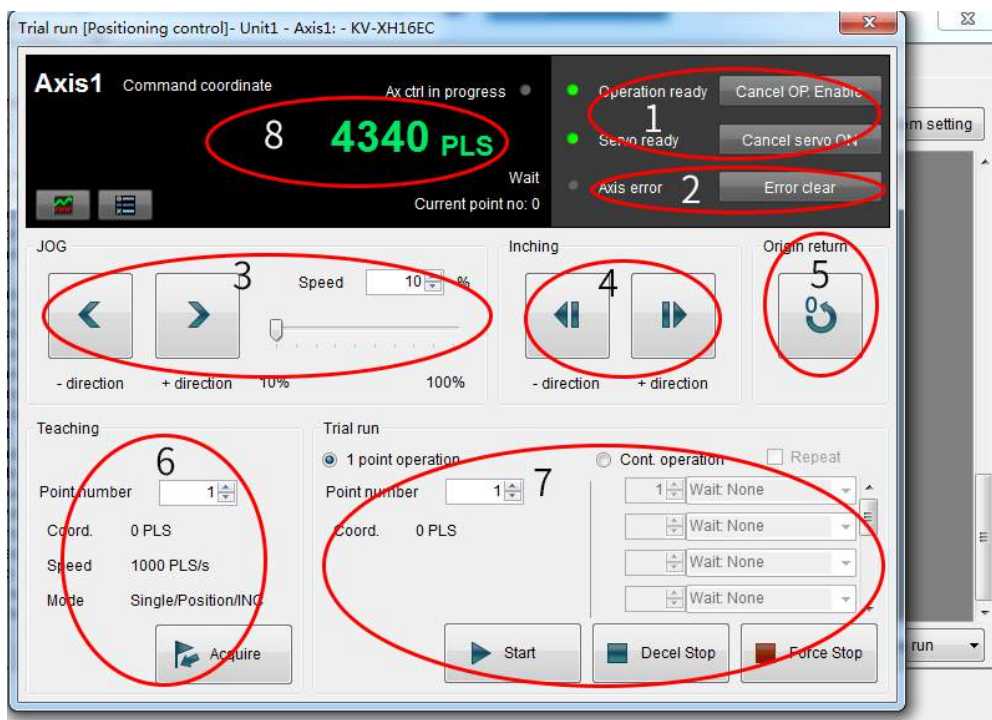 Trial run [Positioning control]- Unit1 - Axis1: - KV-XH16EC
Axis1 Command coordinate
Ax ctrl in progress
8 4340 PLS
Wait
Current point no: 0
Operation ready Cancel OP. Enable
1
Servo ready Cancel servo ON
Axis error 2 Error clear
m setting
JOG
3
Speed 10 %
- direction + direction 10% 100%
Inching
4
- direction + direction
Origin return
5
0
Teaching
6
Point number 1
Coord. 0 PLS
Speed 1000 PLS/s
Mode Single/Position/INC
Acquire
Trial run
1 point operation
Point number 1 7
Coord. 0 PLS
Cont. operation Repeat
1 Wait: None
Wait: None
Wait: None
Wait: None
Start Decel Stop Force Stop
run